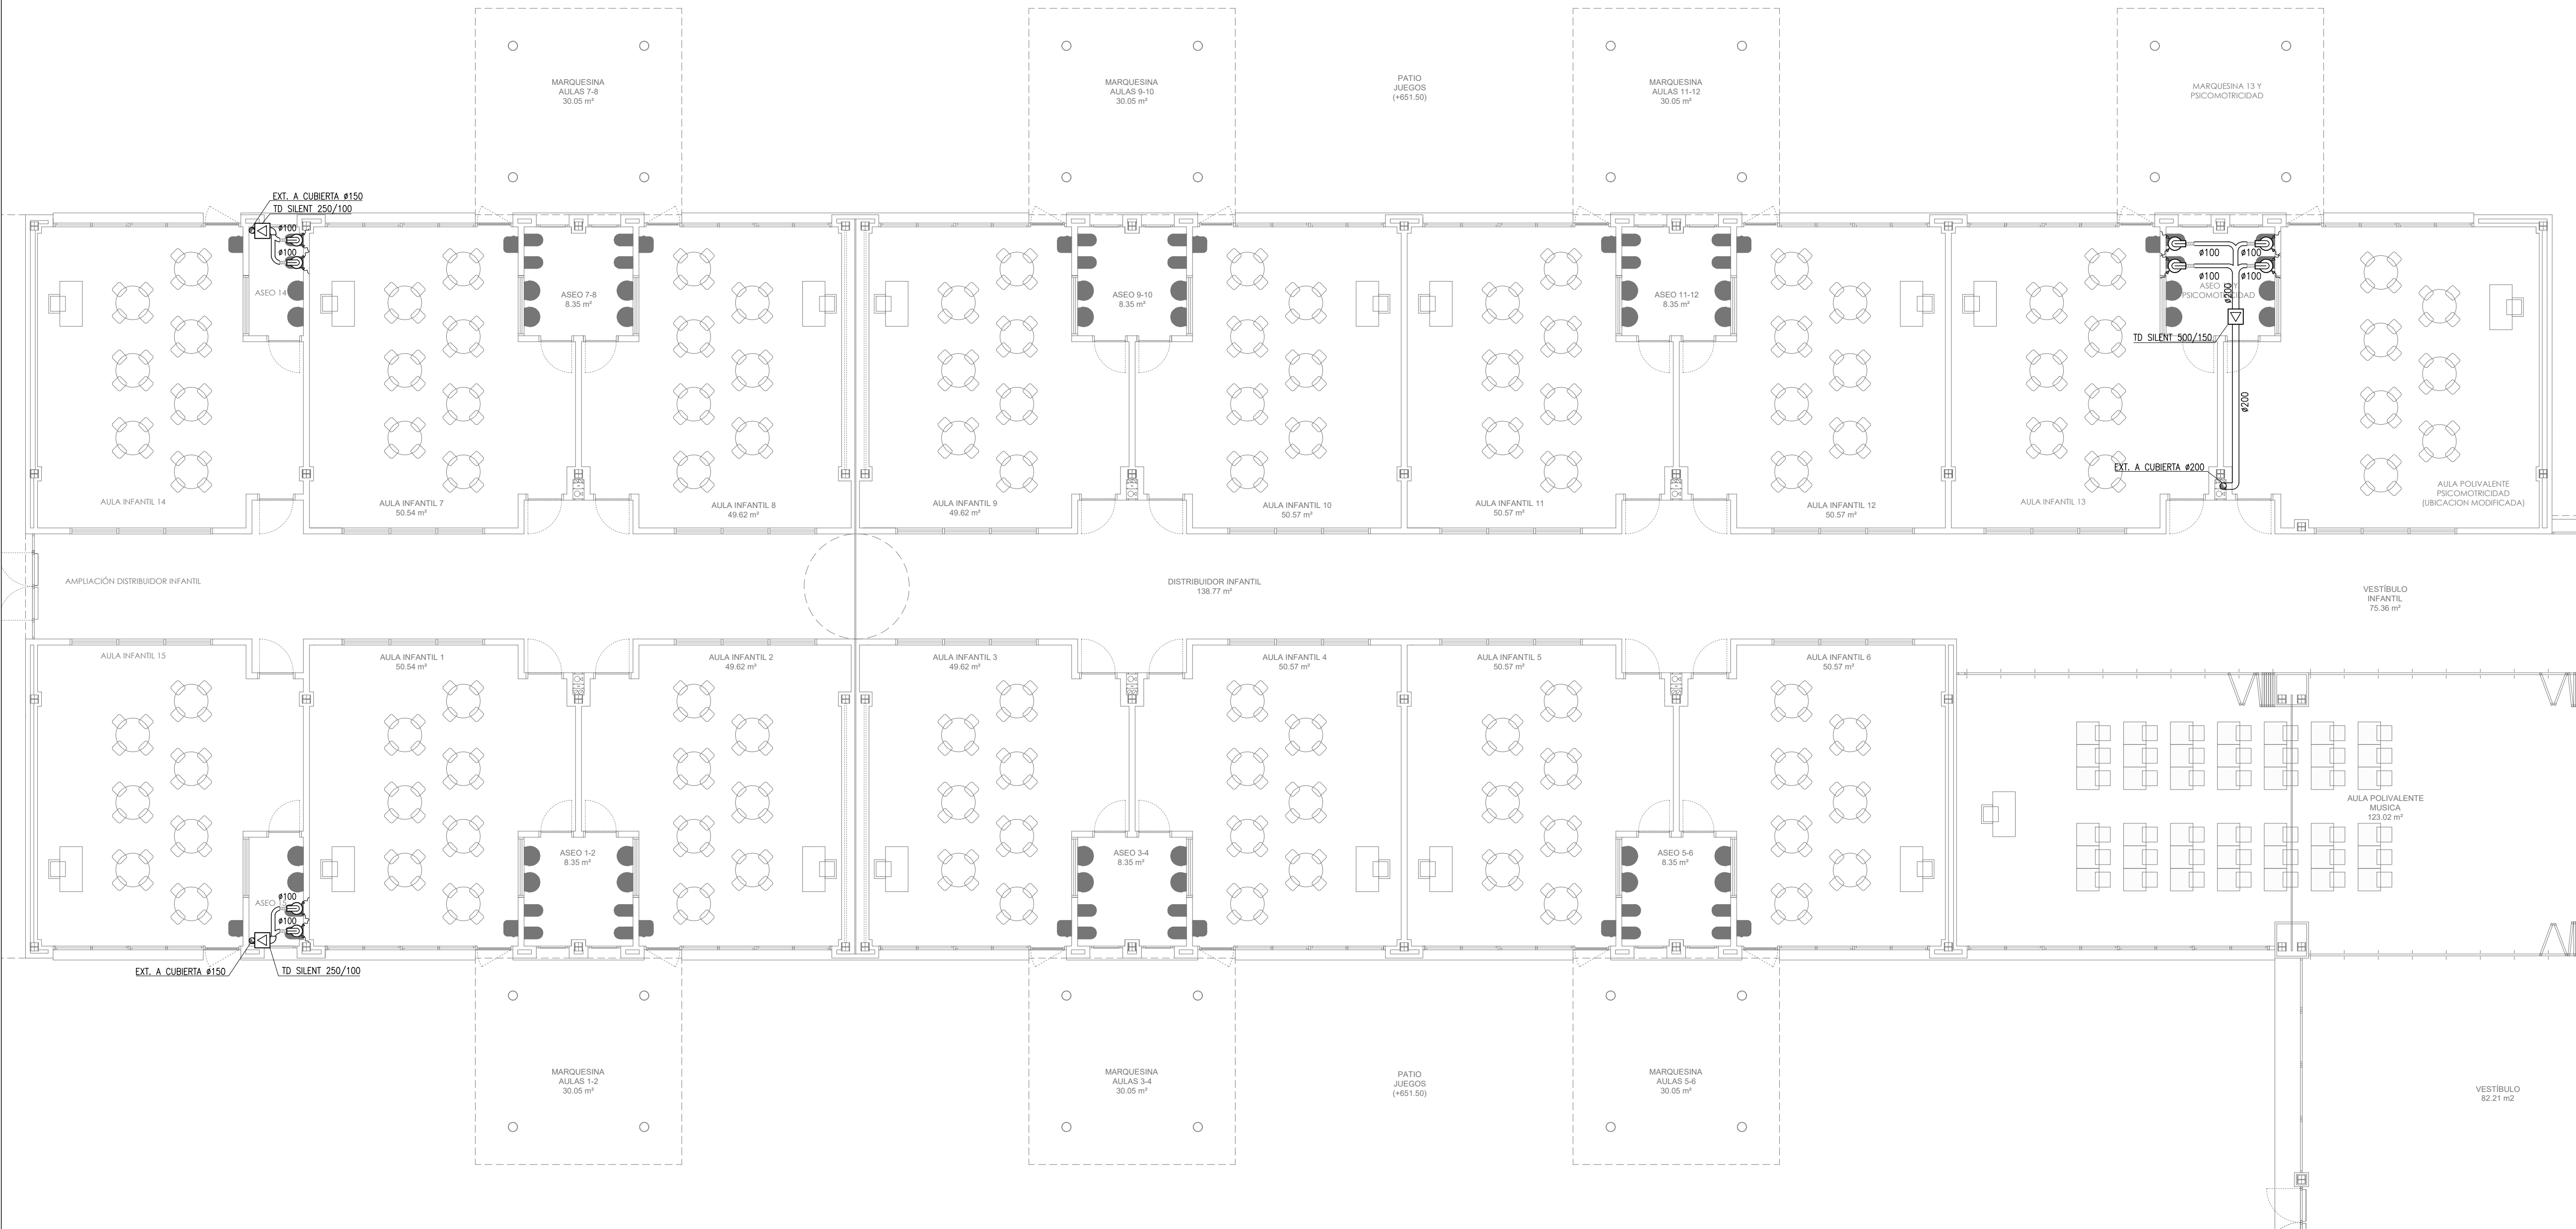 MARQUESINA
AULAS 7-8
30.05 m²
MARQUESINA
AULAS 9-10
30.05 m²
PATIO
JUEGOS
(+651.50)
MARQUESINA
AULAS 11-12
30.05 m²
MARQUESINA 13 Y
PSICOMOTRICIDAD
EXT. A CUBIERTA ø150
TD SILENT 250/100
ø100
ø100
ASEO 14
ASEO 7-8
8.35 m²
ASEO 9-10
8.35 m²
ASEO 11-12
8.35 m²
ø100
ø100
ø100
ø100
ASEO
Y
PSICOMOTRICIDAD
ø200
TD SILENT 500/150
ø200
EXT. A CUBIERTA ø200
AULA INFANTIL 14
AULA INFANTIL 7
50.54 m²
AULA INFANTIL 8
49.62 m²
AULA INFANTIL 9
49.62 m²
AULA INFANTIL 10
50.57 m²
AULA INFANTIL 11
50.57 m²
AULA INFANTIL 12
50.57 m²
AULA INFANTIL 13
AULA POLIVALENTE
PSICOMOTRICIDAD
(UBICACION MODIFICADA)
AMPLIACIÓN DISTRIBUIDOR INFANTIL
DISTRIBUIDOR INFANTIL
138.77 m²
VESTÍBULO
INFANTIL
75.36 m²
AULA INFANTIL 15
AULA INFANTIL 1
50.54 m²
AULA INFANTIL 2
49.62 m²
AULA INFANTIL 3
49.62 m²
AULA INFANTIL 4
50.57 m²
AULA INFANTIL 5
50.57 m²
AULA INFANTIL 6
50.57 m²
AULA POLIVALENTE
MUSICA
123.02 m²
ASEO 1-2
8.35 m²
ASEO 3-4
8.35 m²
ASEO 5-6
8.35 m²
ø100
ASEO
ø100
EXT. A CUBIERTA ø150
TD SILENT 250/100
MARQUESINA
AULAS 1-2
30.05 m²
MARQUESINA
AULAS 3-4
30.05 m²
PATIO
JUEGOS
(+651.50)
MARQUESINA
AULAS 5-6
30.05 m²
VESTÍBULO
82.21 m2